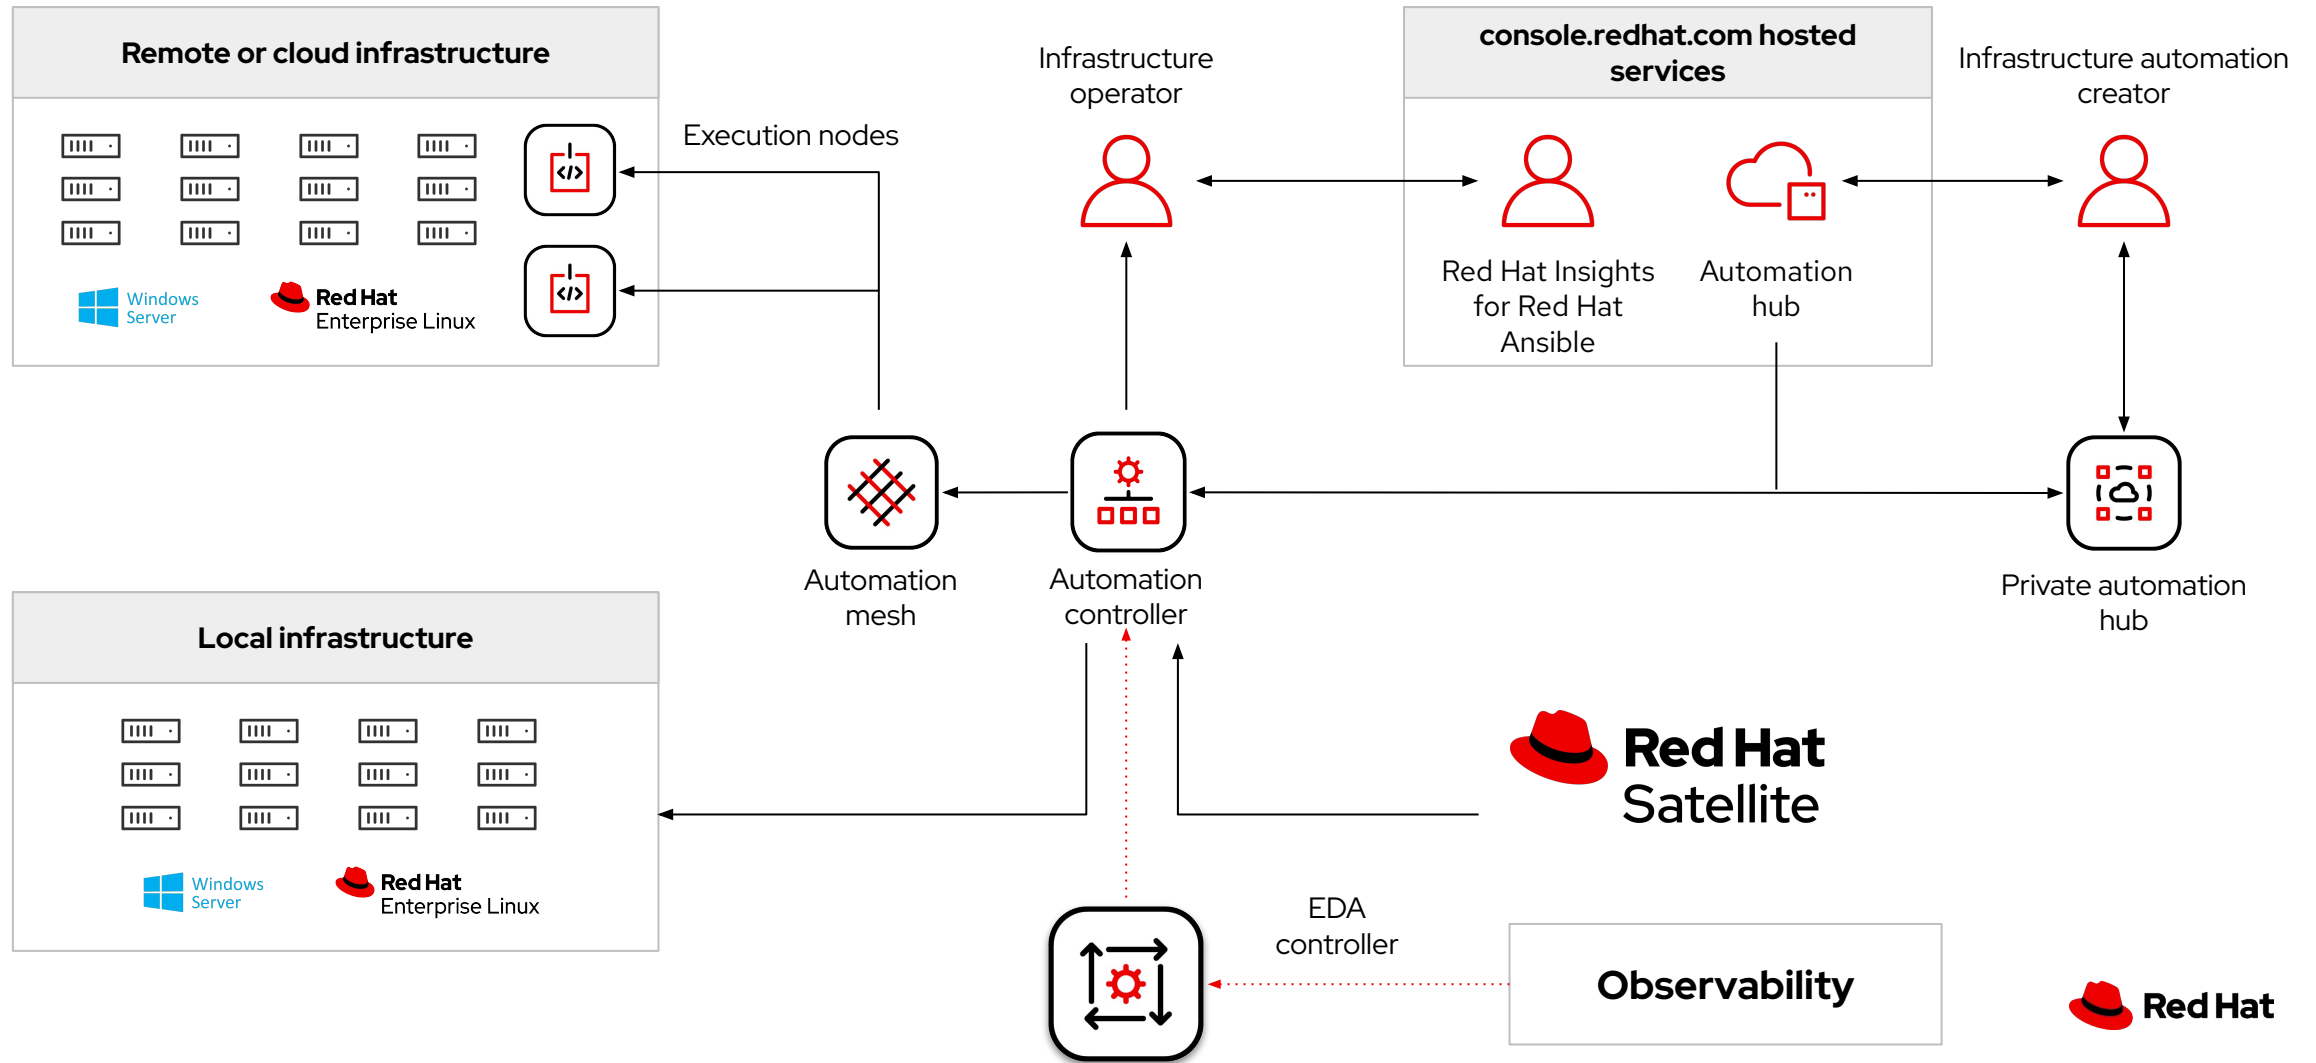 Remote or cloud infrastructure
Execution nodes
Windows
Server
Red Hat
Enterprise Linux
Infrastructure
operator
console.redhat.com hosted
services
Red Hat Insights
for Red Hat
Ansible
Automation
hub
Infrastructure automation
creator
Automation
mesh
Automation
controller
Private automation
hub
Local infrastructure
Windows
Server
Red Hat
Enterprise Linux
Red Hat
Satellite
EDA
controller
Observability
Red Hat